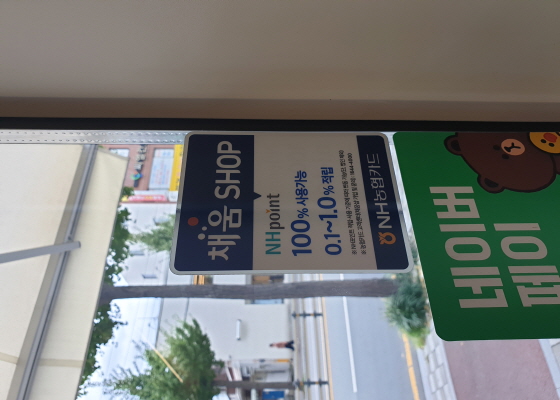 채움 SHOP
NHpoint
100% 사용가능
0.1~1.0% 적립
NH농협카드
네이버
페이